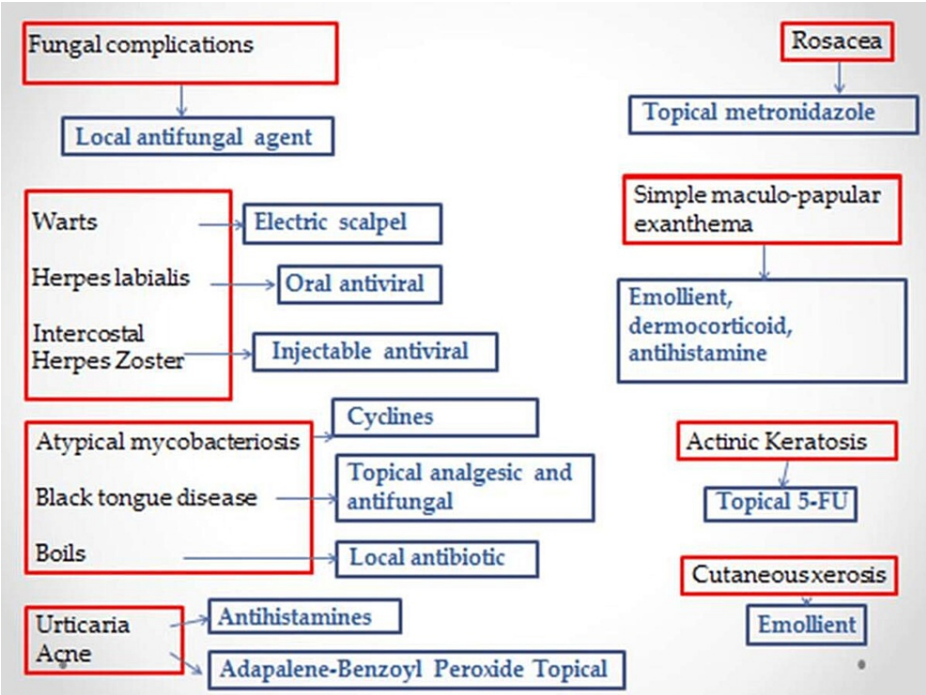 Fungal complications
Local antifungal agent
Warts
Electric scalpel
Herpes labialis
Oral antiviral
Intercostal
Herpes Zoster
Injectable antiviral
Atypical mycobacteriosis
Cyclines
Black tongue disease
Topical analgesic and
antifungal
Boils
Local antibiotic
Urticaria
Antihistamines
Acne
Adapalene-Benzoyl Peroxide Topical
Rosacea
Topical metronidazole
Simple maculo-papular
exanthema
Emollient,
dermocorticoid,
antihistamine
Actinic Keratosis
Topical 5-FU
Cutaneousxerosis
Emollient